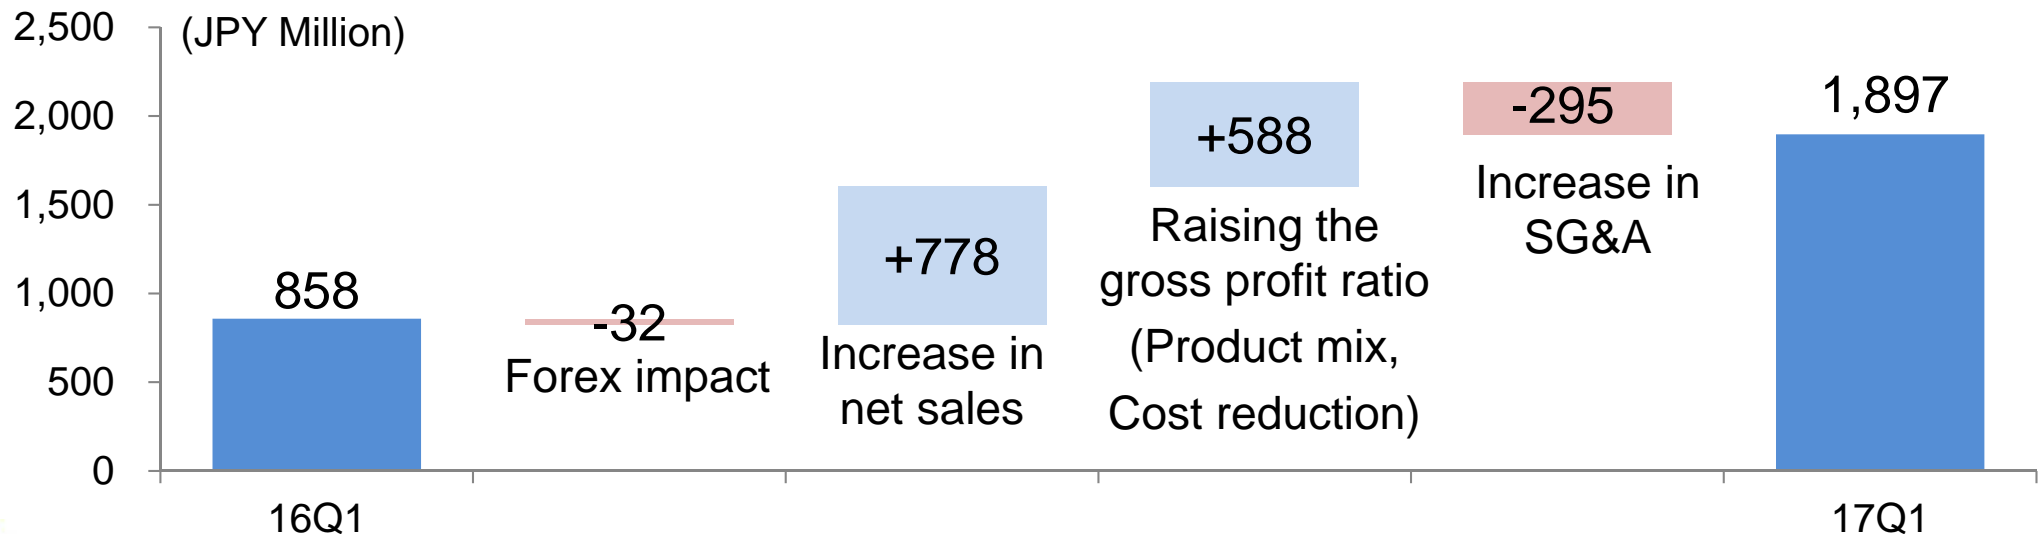 (JPY Million)
2,500
2,000
1,500
1,000
500
0
858
-32
Forex impact
+778
Increase in
net sales
+588
Raising the
gross profit ratio
(Product mix,
Cost reduction)
-295
Increase in
SG&A
1,897
16Q1
17Q1